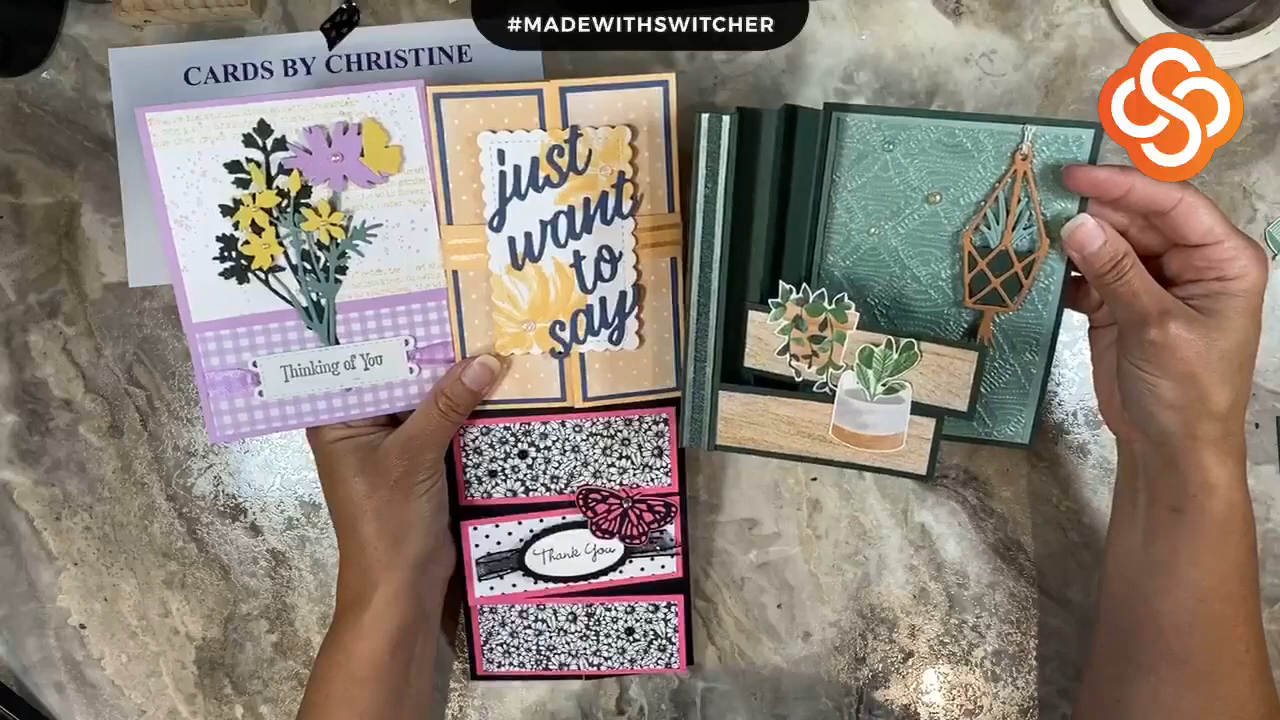 #MADEWITHSWITCHER
CARDS BY CHRISTINE
just
want
to
say
Thinking of You
Thank You